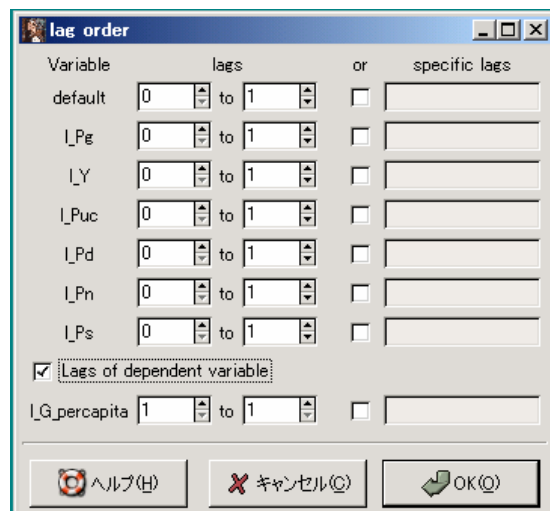 lag order
Variable lags or specific lags
default 0 to 1
l_Pg 0 to 1
l_Y 0 to 1
l_Puc 0 to 1
l_Pd 0 to 1
l_Pn 0 to 1
l_Ps 0 to 1
Lags of dependent variable
l_G_percapita 1 to 1
ヘルプ(H) キャンセル(C) OK(O)